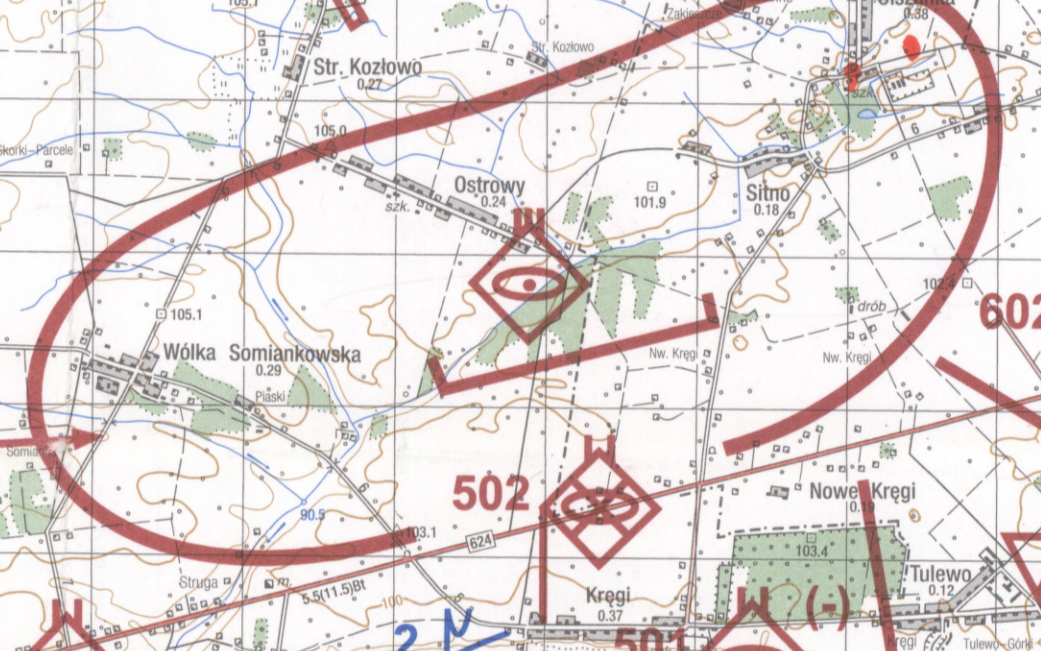 105.1
Zakieszcze
0.38
Str. Kozłowo
Str. Kozłowo
0.27
105.0
szk.
6
Skorki-Parcele
Ostrowy
0.24
szk.
101.9
Sitno
0.18
102.4
602
105.1
drób
Wólka Somiankowska
0.29
Nw. Kręgi
Nw. Kręgi
Piaski
502
Nowe Kręgi
0.19
6
90.5
103.1
624
103.4
Struga
m.
5.5(11.5)Bt
100
Kręgi
0.37
Tulewo
0.12
(-)
2 N
501
Kręgi
Tulewo-Górki